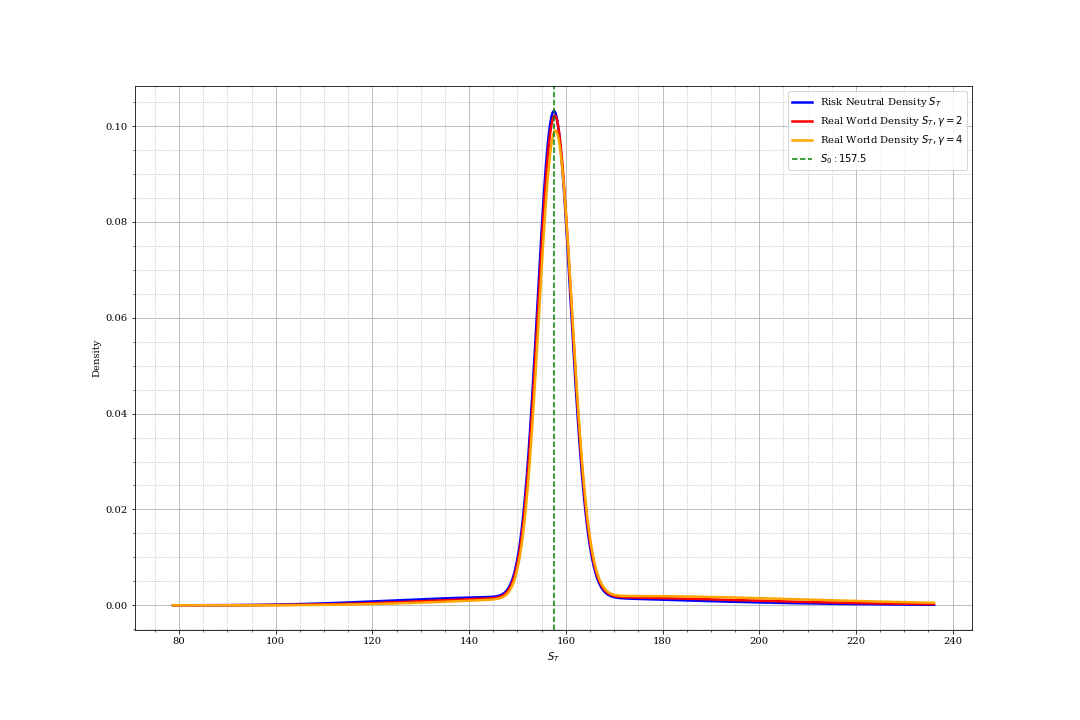 Risk Neutral Density S_T
Real World Density S_T, γ = 2
Real World Density S_T, γ = 4
S_0 : 157.5
0.10
0.08
0.06
0.04
0.02
0.00
Density
80 100 120 140 160 180 200 220 240
S_T